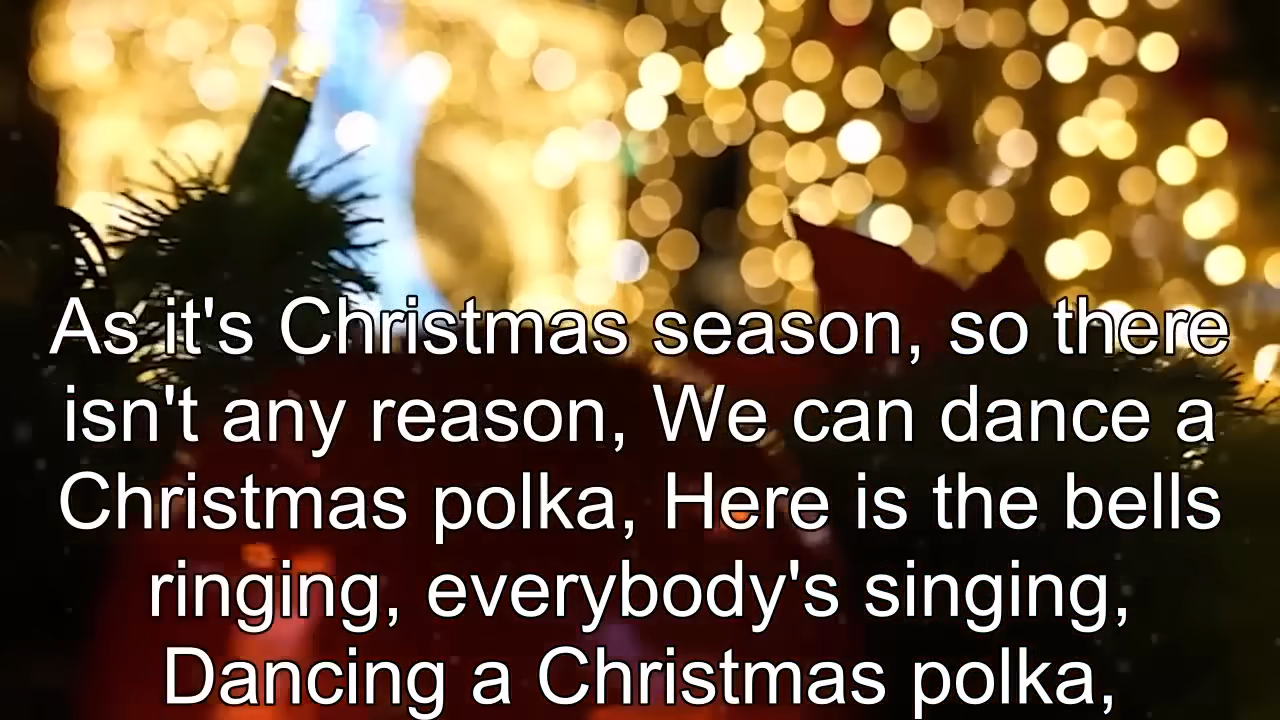 As it's Christmas season, so there
isn't any reason, We can dance a
Christmas polka, Here is the bells
ringing, everybody's singing,
Dancing a Christmas polka,